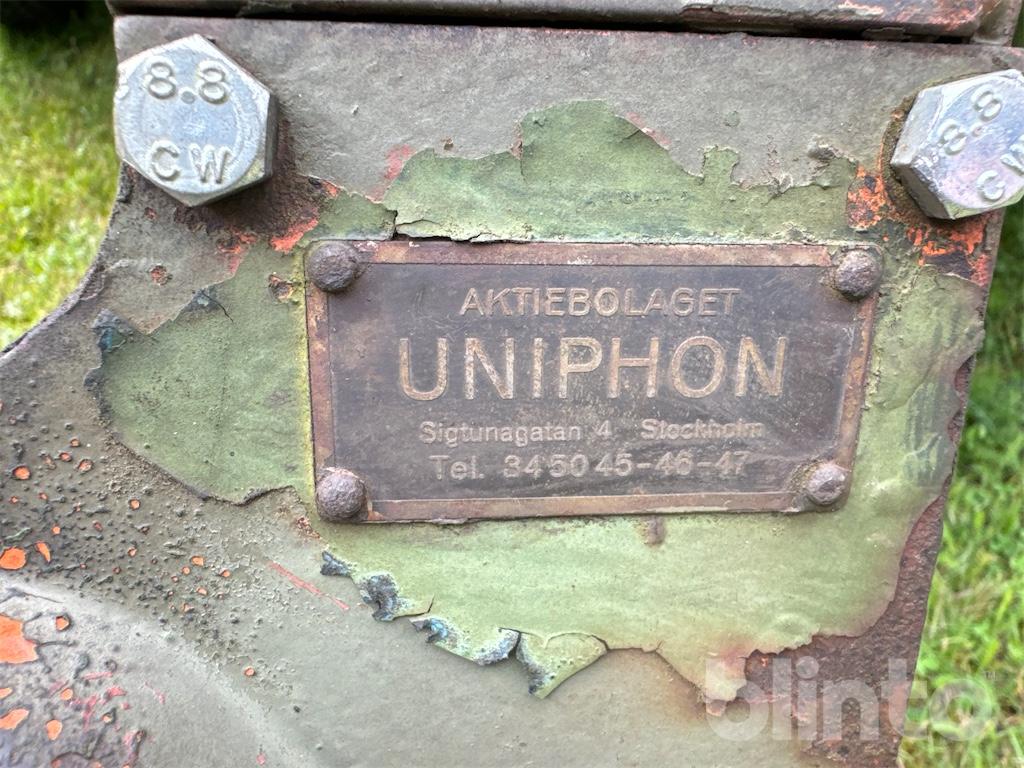 8.8
CW
8.8
CW
AKTIEBOLAGET
UNIPHON
Sigtunagatan 4 Stockholm
Tel. 34 50 45-46-47
blinto